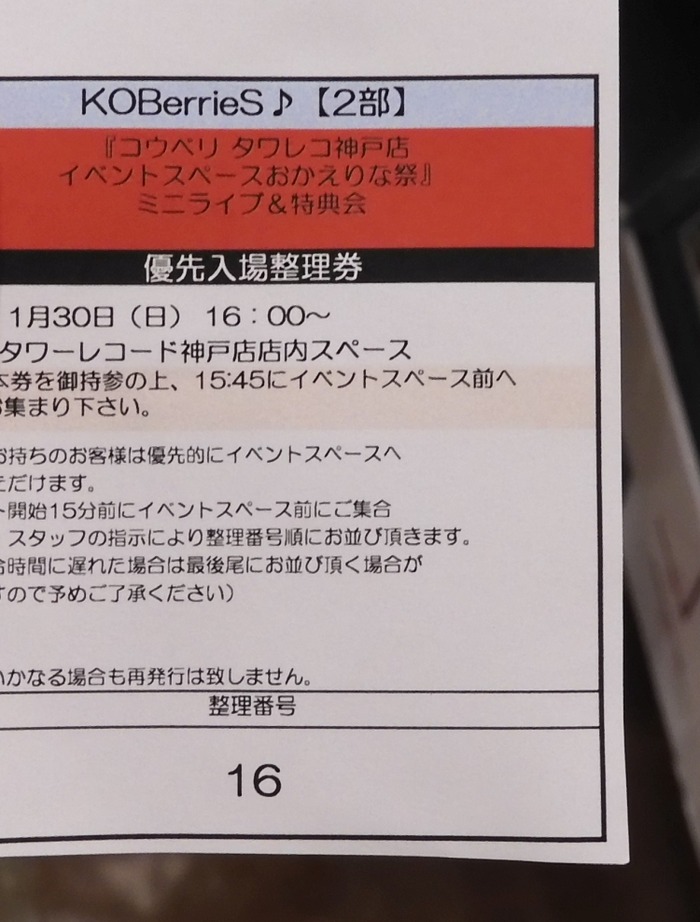 KOBerrieS♪【2部】
『コウベリ タワレコ神戸店
イベントスペースおかえりな祭』
ミニライブ＆特典会
優先入場整理券
1月30日（日） 16：00～
タワーレコード神戸店店内スペース
本券を御持参の上、15:45にイベントスペース前へ
お集まり下さい。
お持ちのお客様は優先的にイベントスペースへ
ただけます。
ト開始15分前にイベントスペース前にご集合
スタッフの指示により整理番号順にお並び頂きます。
合時間に遅れた場合は最後尾にお並び頂く場合が
すので予めご了承ください）
いかなる場合も再発行は致しません。
整理番号
16